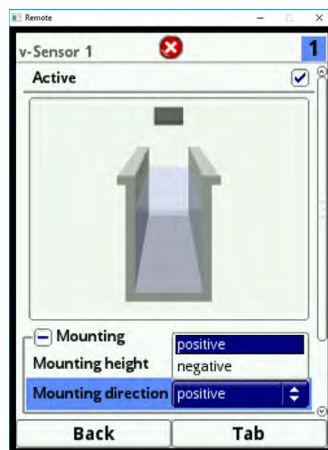 Remote
v-Sensor 1
1
Active
Mounting
positive
Mounting height
negative
Mounting direction positive
Back Tab